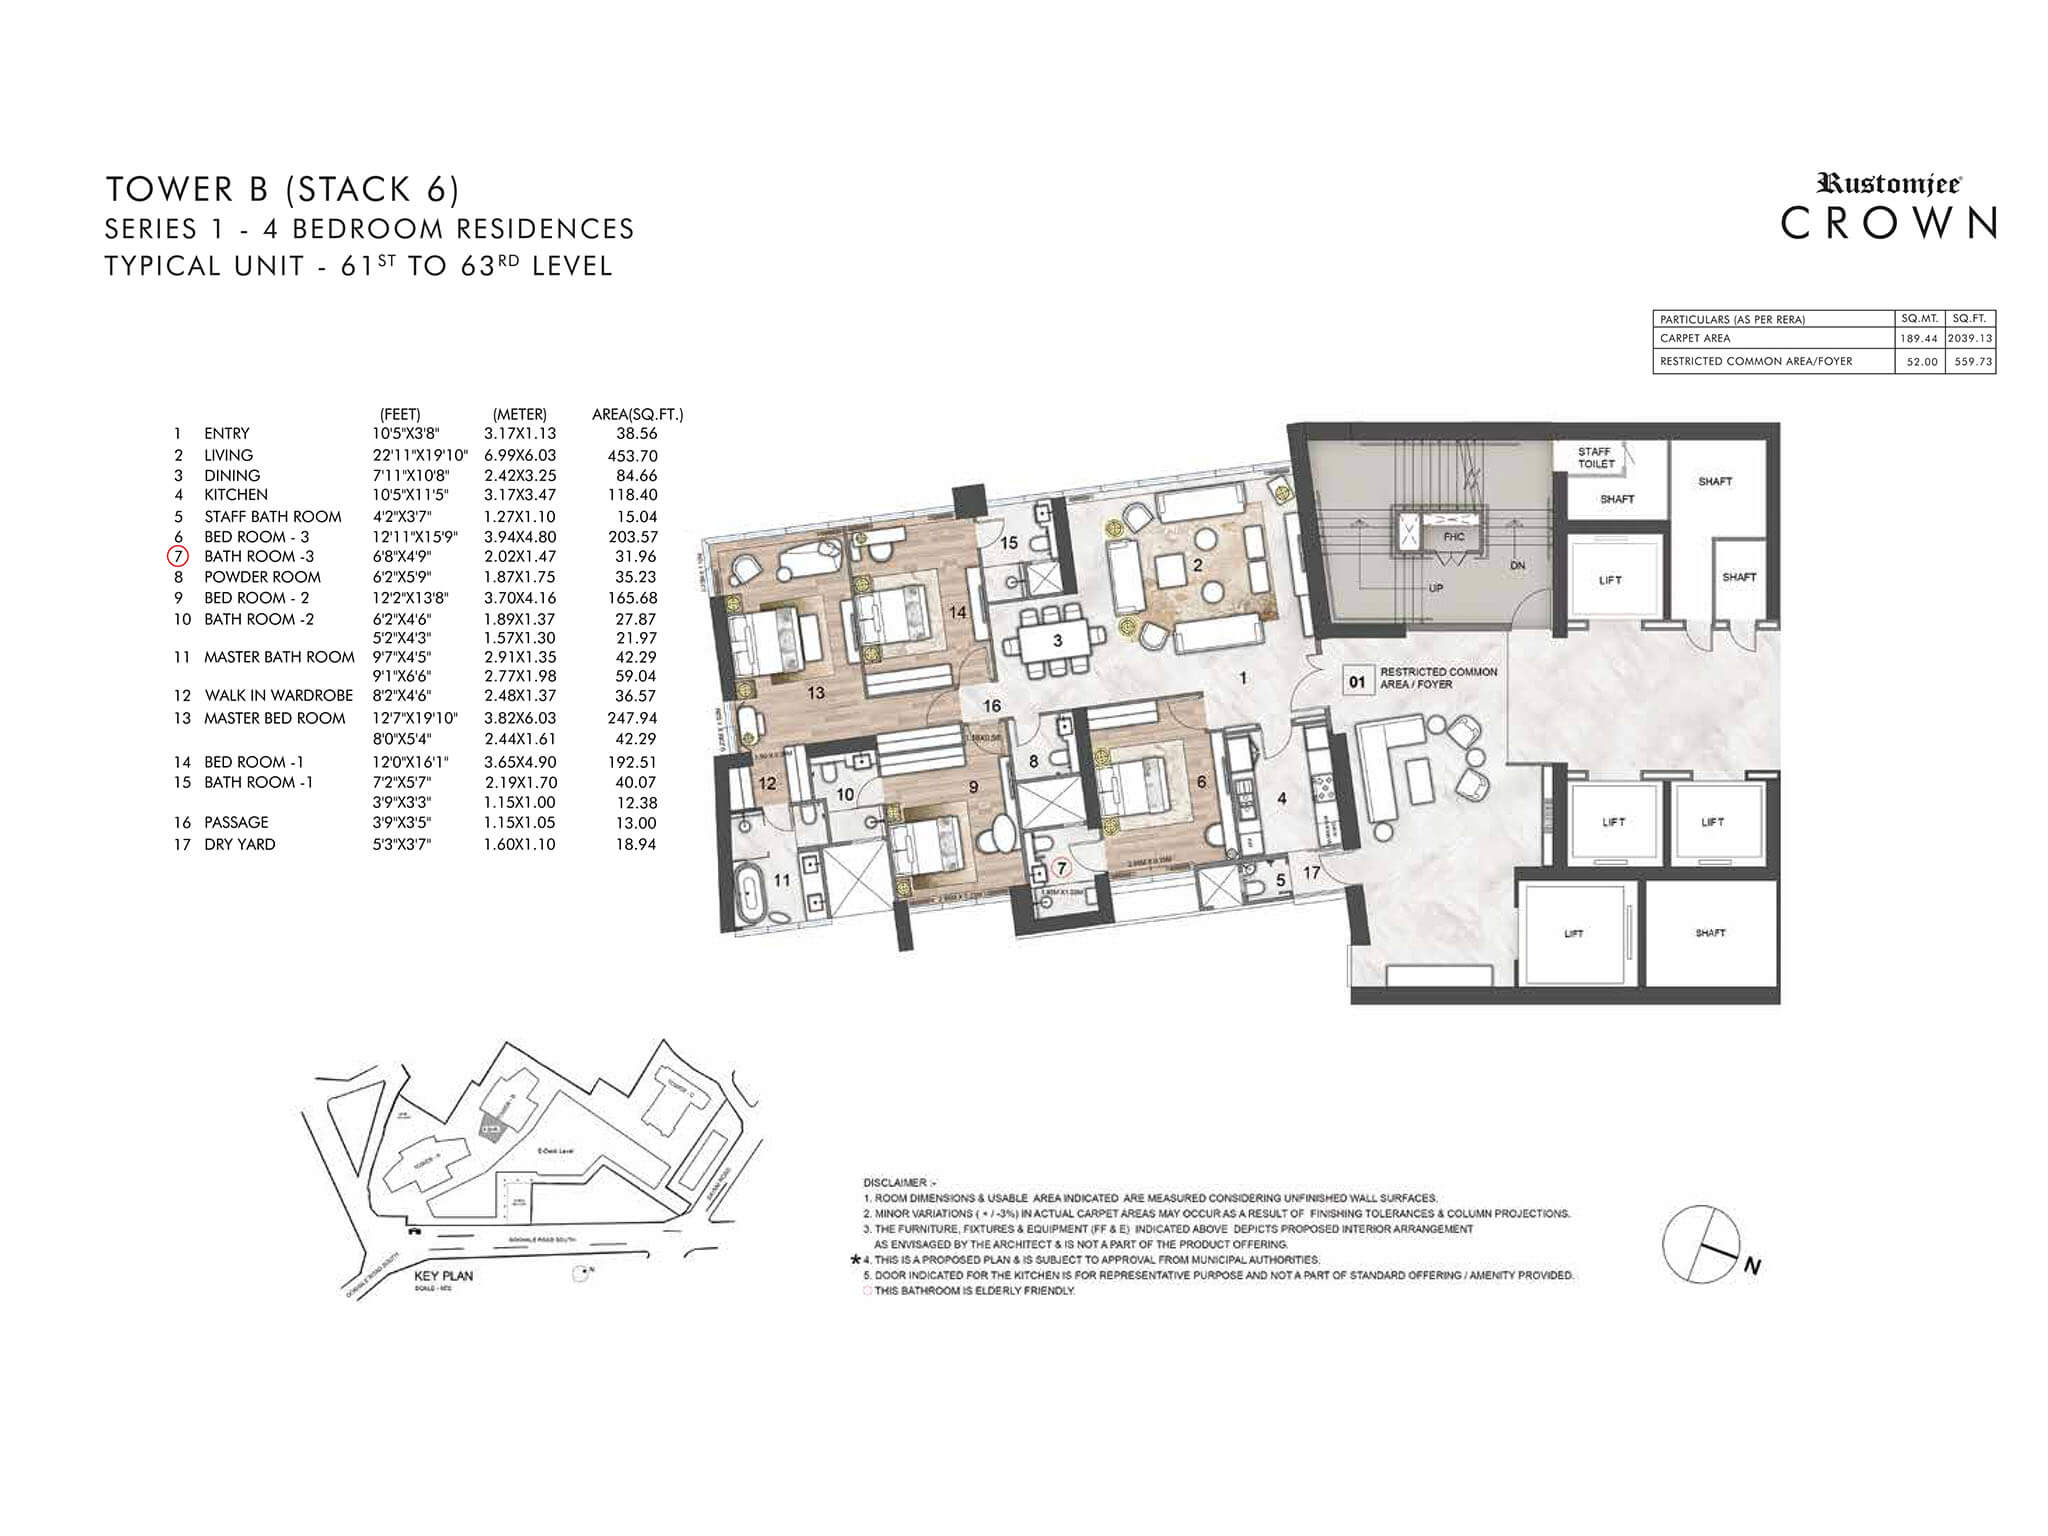 TOWER B (STACK 6)
SERIES 1 - 4 BEDROOM RESIDENCES
TYPICAL UNIT - 61ST TO 63RD LEVEL
Rustomjee
CROWN
PARTICULARS (AS PER RERA) SQ.MT. SQ.FT.
CARPET AREA 189.44 2039.13
RESTRICTED COMMON AREA/FOYER 52.00 559.73
(FEET) (METER) AREA(SQ.FT.)
1 ENTRY 10'5"X3'8" 3.17X1.13 38.56
2 LIVING 22'11"X19'10" 6.99X6.03 453.70
3 DINING 7'11"X10'8" 2.42X3.25 84.66
4 KITCHEN 10'5"X11'5" 3.17X3.47 118.40
5 STAFF BATH ROOM 4'2"X3'7" 1.27X1.10 15.04
6 BED ROOM - 3 12'11"X15'9" 3.94X4.80 203.57
7 BATH ROOM -3 6'8"X4'9" 2.02X1.47 31.96
8 POWDER ROOM 6'2"X5'9" 1.87X1.75 35.23
9 BED ROOM - 2 12'2"X13'8" 3.70X4.16 165.68
10 BATH ROOM -2 6'2"X4'6" 1.89X1.37 27.87
5'2"X4'3" 1.57X1.30 21.97
11 MASTER BATH ROOM 9'7"X4'5" 2.91X1.35 42.29
9'1"X6'6" 2.77X1.98 59.04
12 WALK IN WARDROBE 8'2"X4'6" 2.48X1.37 36.57
13 MASTER BED ROOM 12'7"X19'10" 3.82X6.03 247.94
8'0"X5'4" 2.44X1.61 42.29
14 BED ROOM -1 12'0"X16'1" 3.65X4.90 192.51
15 BATH ROOM -1 7'2"X5'7" 2.19X1.70 40.07
3'9"X3'3" 1.15X1.00 12.38
16 PASSAGE 3'9"X3'5" 1.15X1.05 13.00
17 DRY YARD 5'3"X3'7" 1.60X1.10 18.94
STAFF
TOILET
SHAFT
SHAFT
FHC
DN
UP
LIFT
SHAFT
15
2
14
3
13
1
16
01
RESTRICTED COMMON
AREA / FOYER
8
12
10
9
6
4
LIFT
LIFT
11
7
5
17
LIFT
SHAFT
TOWER - B
TOWER - A
E-Deck Level
SAYANI ROAD
GOKHALE ROAD SOUTH
GOKHALE ROAD SOUTH
KEY PLAN
SCALE - NTS
N
DISCLAIMER :-
1. ROOM DIMENSIONS & USABLE AREA INDICATED ARE MEASURED CONSIDERING UNFINISHED WALL SURFACES.
2. MINOR VARIATIONS ( + / -3%) IN ACTUAL CARPET AREAS MAY OCCUR AS A RESULT OF FINISHING TOLERANCES & COLUMN PROJECTIONS.
3. THE FURNITURE, FIXTURES & EQUIPMENT (FF & E) INDICATED ABOVE DEPICTS PROPOSED INTERIOR ARRANGEMENT
AS ENVISAGED BY THE ARCHITECT & IS NOT A PART OF THE PRODUCT OFFERING.
*4. THIS IS A PROPOSED PLAN & IS SUBJECT TO APPROVAL FROM MUNICIPAL AUTHORITIES.
5. DOOR INDICATED FOR THE KITCHEN IS FOR REPRESENTATIVE PURPOSE AND NOT A PART OF STANDARD OFFERING / AMENITY PROVIDED.
THIS BATHROOM IS ELDERLY FRIENDLY.
N